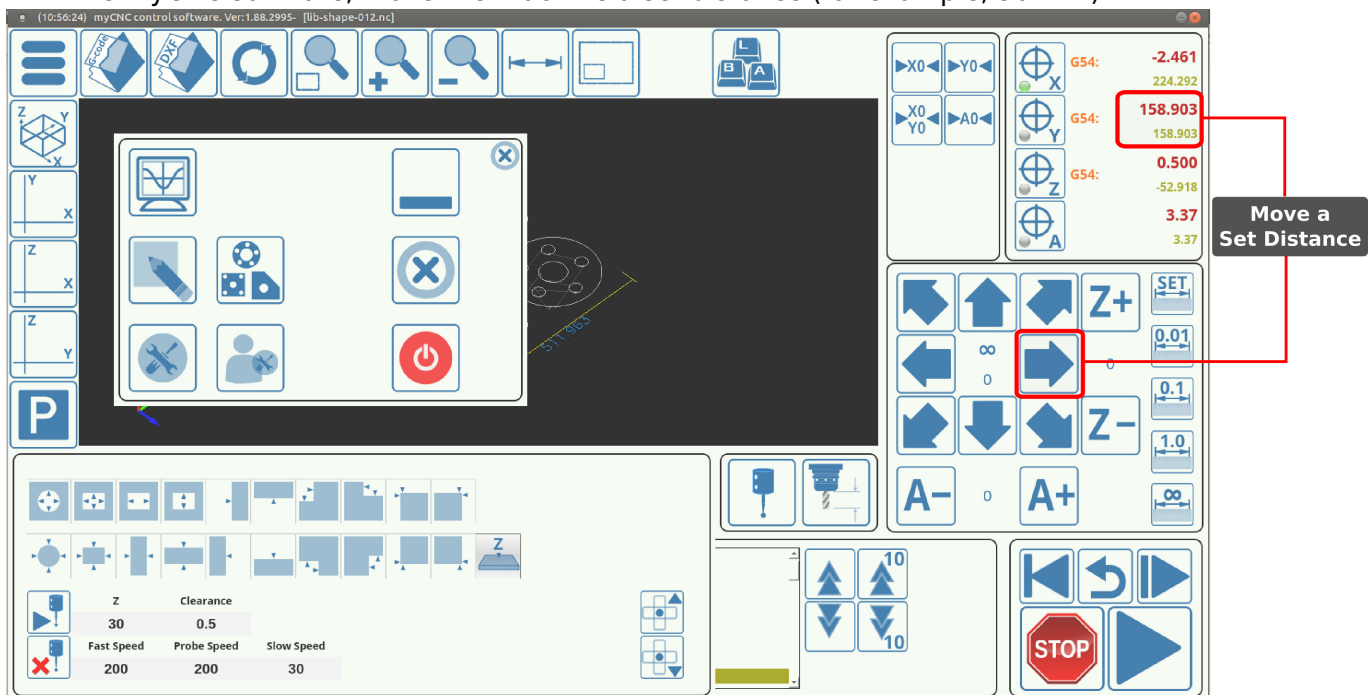 (10:56:24) myCNC control software. Ver:1.88.2995- [lib-shape-012.nc]
G-code
DXF
L
B A
X0 Y0
X0
Y0
A0
X G54: -2.461
224.292
Y G54: 158.903
158.903
Z G54: 0.500
-52.918
A 3.37
3.37
Move a
Set Distance
Z Y
X
Y
X
Z
X
Z
Y
P
511.963
Z+
SET
∞
0
0
0.01
0.1
Z-
1.0
A- 0 A+
∞
Z
Z Clearance
30 0.5
Fast Speed Probe Speed Slow Speed
200 200 30
10
10
STOP